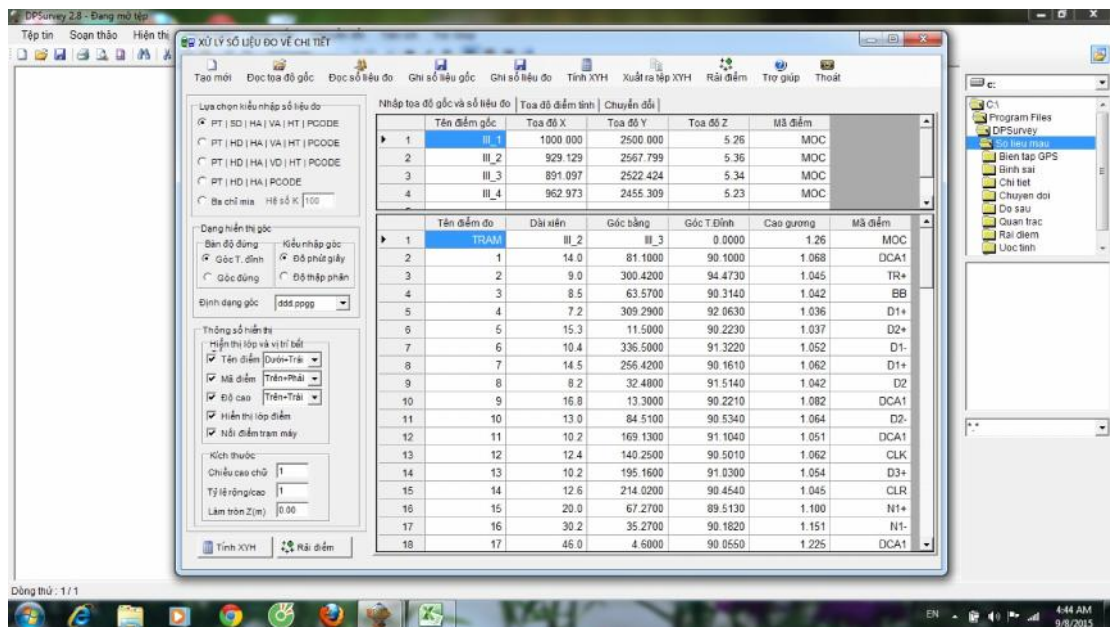 DPSurvey 2.8 - Đang mở tệp
Tệp tin Soạn thảo Hiện thị
XỬ LÝ SỐ LIỆU ĐO VẼ CHI TIẾT
Tạo mới Đọc tọa độ gốc Đọc số liệu đo Ghi số liệu gốc Ghi số liệu đo Tính XYH Xuất ra tệp XYH Rải điểm Trợ giúp Thoát
Lựa chọn kiểu nhập số liệu đo
PT | SD | HA | VA | HT | PCODE
PT | HD | HA | VA | HT | PCODE
PT | HD | HA | VD | HT | PCODE
PT | HD | HA | PCODE
Ba chỉ mia Hệ số K 100
Dạng hiển thị góc
Bàn độ đứng Kiểu nhập góc
Góc T. đỉnh Độ phút giây
Góc đứng Độ thập phân
Định dạng góc ddd.ppgg
Thông số hiển thị
Hiển thị lớp và vị trí bắt
Tên điểm Dưới+Trái
Mã điểm Trên+Phải
Độ cao Trên+Trái
Hiển thị lớp điểm
Nối điểm trạm máy
Kích thước
Chiều cao chữ 1
Tỷ lệ rộng/cao 1
Làm tròn Z(m) 0.00
Tính XYH Rải điểm
Nhập tọa độ gốc và số liệu đo Toa độ điểm tính Chuyển đổi
Tên điểm gốc Toa độ X Toa độ Y Toa độ Z Mã điểm
1 III_1 1000.000 2500.000 5.26 MOC
2 III_2 929.129 2567.799 5.36 MOC
3 III_3 891.097 2522.424 5.34 MOC
4 III_4 962.973 2455.309 5.23 MOC
Tên điểm đo Dài xiên Góc bằng Góc T.Đỉnh Cao gương Mã điểm
1 TRAM III_2 III_3 0.0000 1.26 MOC
2 1 14.0 81.1000 90.1000 1.068 DCA1
3 2 9.0 300.4200 94.4730 1.045 TR+
4 3 8.5 63.5700 90.3140 1.042 BB
5 4 7.2 309.2900 92.0630 1.036 D1+
6 5 15.3 11.5000 90.2230 1.037 D2+
7 6 10.4 336.5000 91.3220 1.052 D1-
8 7 14.5 256.4200 90.1610 1.062 D1+
9 8 8.2 32.4800 91.5140 1.042 D2
10 9 16.8 13.3000 90.2210 1.082 DCA1
11 10 13.0 84.5100 90.5340 1.064 D2-
12 11 10.2 169.1300 91.1040 1.051 DCA1
13 12 12.4 140.2500 90.5010 1.062 CLK
14 13 10.2 195.1600 91.0300 1.054 D3+
15 14 12.6 214.0200 90.4540 1.045 CLR
16 15 20.0 67.2700 89.5130 1.100 N1+
17 16 30.2 35.2700 90.1820 1.151 N1-
18 17 46.0 4.6000 90.0550 1.225 DCA1
c:
C:\
Program Files
DPSurvey
So lieu mau
Bien tap GPS
Binh sai
Chi tiet
Chuyen doi
Do sau
Quan trac
Rai diem
Uoc tinh
*.*
Dòng thứ : 1 / 1
EN
4:44 AM
9/8/2015